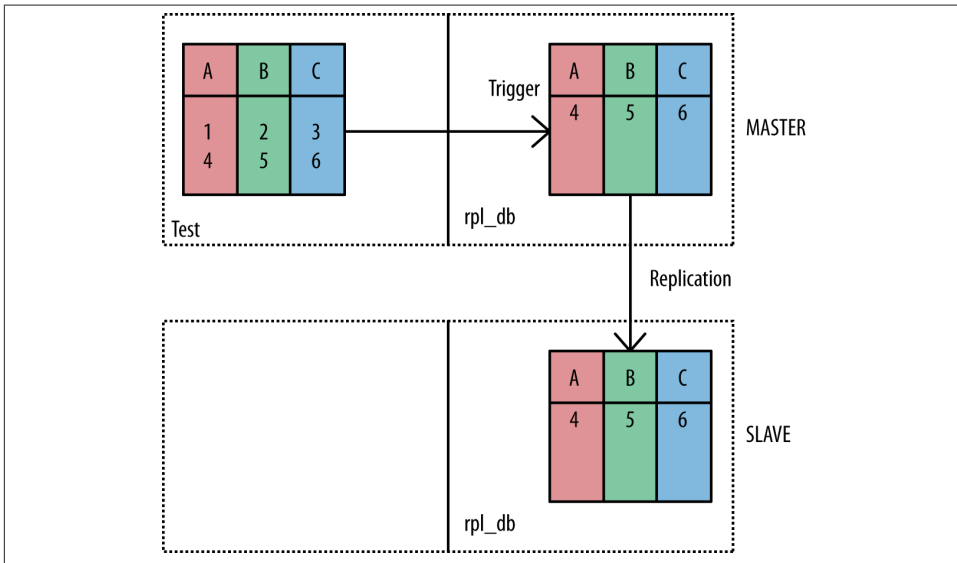 A B C
1 2 3
4 5 6
Test
Trigger
A B C
4 5 6
rpl_db
MASTER
Replication
A B C
4 5 6
rpl_db
SLAVE